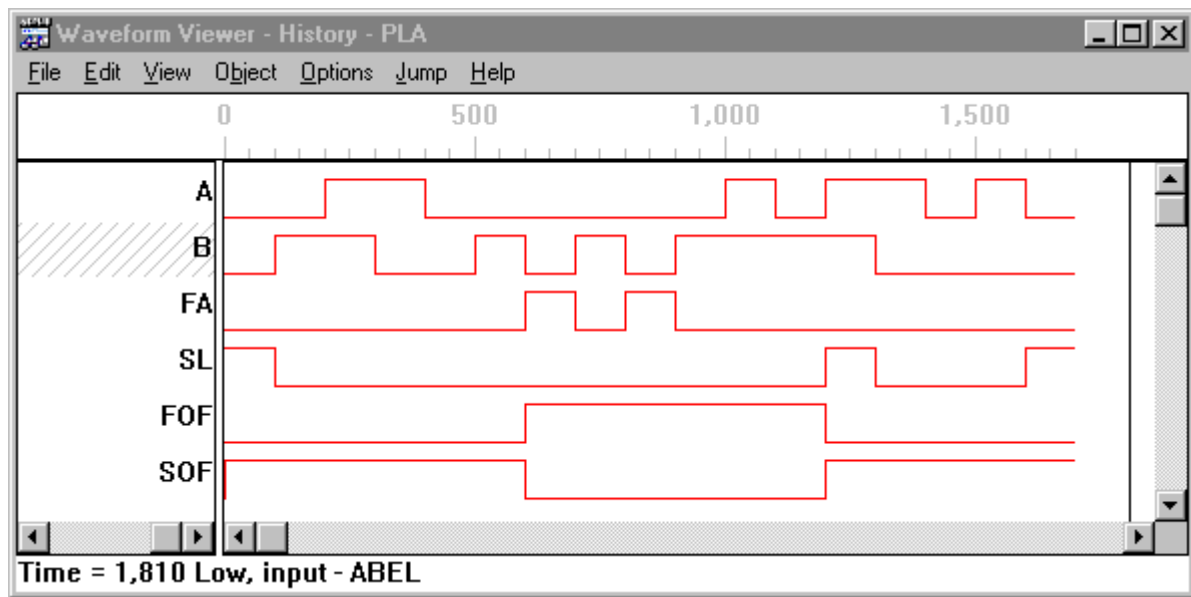 Waveform Viewer - History - PLA
File Edit View Object Options Jump Help
0 500 1,000 1,500
A
B
FA
SL
FOF
SOF
Time = 1,810 Low, input - ABEL